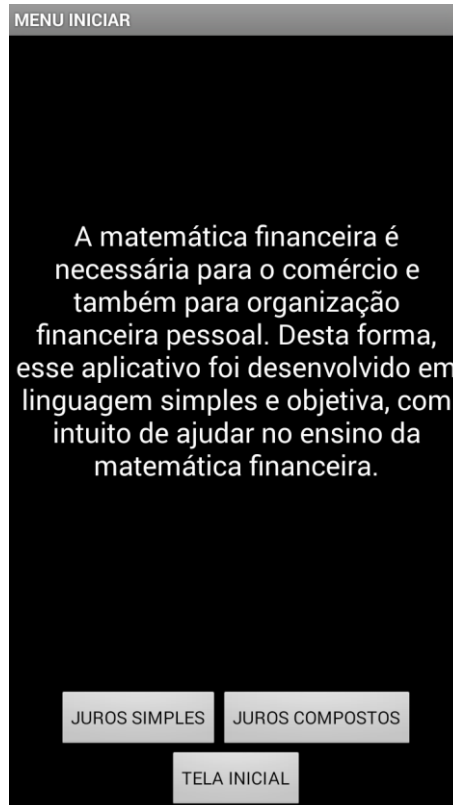 MENU INICIAR
A matemática financeira é
necessária para o comércio e
também para organização
financeira pessoal. Desta forma,
esse aplicativo foi desenvolvido em
linguagem simples e objetiva, com
intuito de ajudar no ensino da
matemática financeira.
JUROS SIMPLES JUROS COMPOSTOS
TELA INICIAL